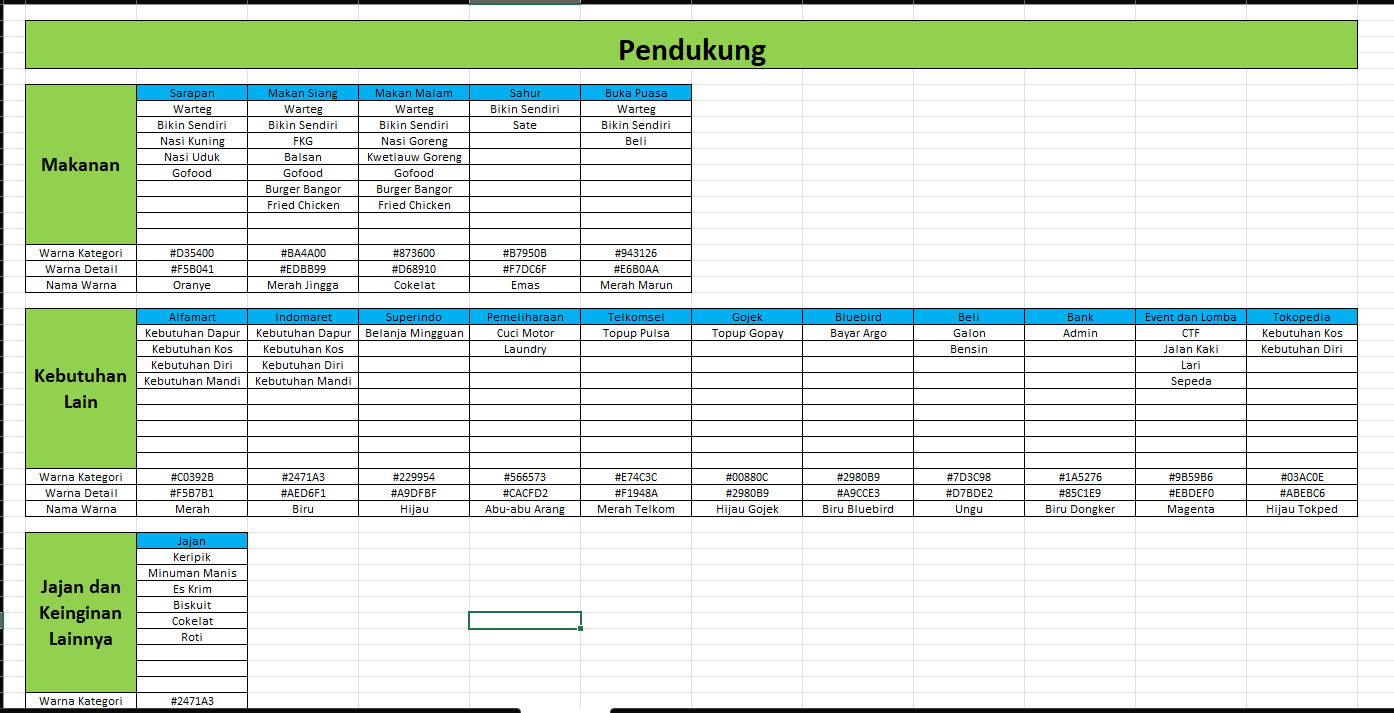 Pendukung
Sarapan Makan Siang Makan Malam Sahur Buka Puasa
Warteg Warteg Warteg Bikin Sendiri Warteg
Bikin Sendiri Bikin Sendiri Bikin Sendiri Sate Bikin Sendiri
Nasi Kuning FKG Nasi Goreng Beli
Makanan
Nasi Uduk Balsan Kwetiauw Goreng
Gofood Gofood Gofood
Burger Bangor Burger Bangor
Fried Chicken Fried Chicken
Warna Kategori #D35400 #BA4A00 #873600 #B7950B #943126
Warna Detail #F5B041 #EDBB99 #D68910 #F7DC6F #E6B0AA
Nama Warna Oranye Merah Jingga Cokelat Emas Merah Marun
Alfamart Indomaret Superindo Pemeliharaan Telkomsel Gojek Bluebird Beli Bank Event dan Lomba Tokopedia
Kebutuhan Dapur Kebutuhan Dapur Belanja Mingguan Cuci Motor Topup Pulsa Topup Gopay Bayar Argo Galon Admin CTF Kebutuhan Kos
Kebutuhan Kos Kebutuhan Kos Laundry Bensin Jalan Kaki Kebutuhan Diri
Kebutuhan Diri Kebutuhan Diri Lari
Kebutuhan Mandi Kebutuhan Mandi Sepeda
Kebutuhan
Lain
Warna Kategori #C0392B #2471A3 #229954 #566573 #E74C3C #00880C #2980B9 #7D3C98 #1A5276 #9B59B6 #03AC0E
Warna Detail #F5B7B1 #AED6F1 #A9DFBF #CACFD2 #F1948A #2980B9 #A9CCE3 #D7BDE2 #85C1E9 #EBDEF0 #ABEBC6
Nama Warna Merah Biru Hijau Abu-abu Arang Merah Telkom Hijau Gojek Biru Bluebird Ungu Biru Dongker Magenta Hijau Tokped
Jajan
Keripik
Minuman Manis
Es Krim
Biskuit
Cokelat
Roti
Jajan dan
Keinginan
Lainnya
Warna Kategori #2471A3